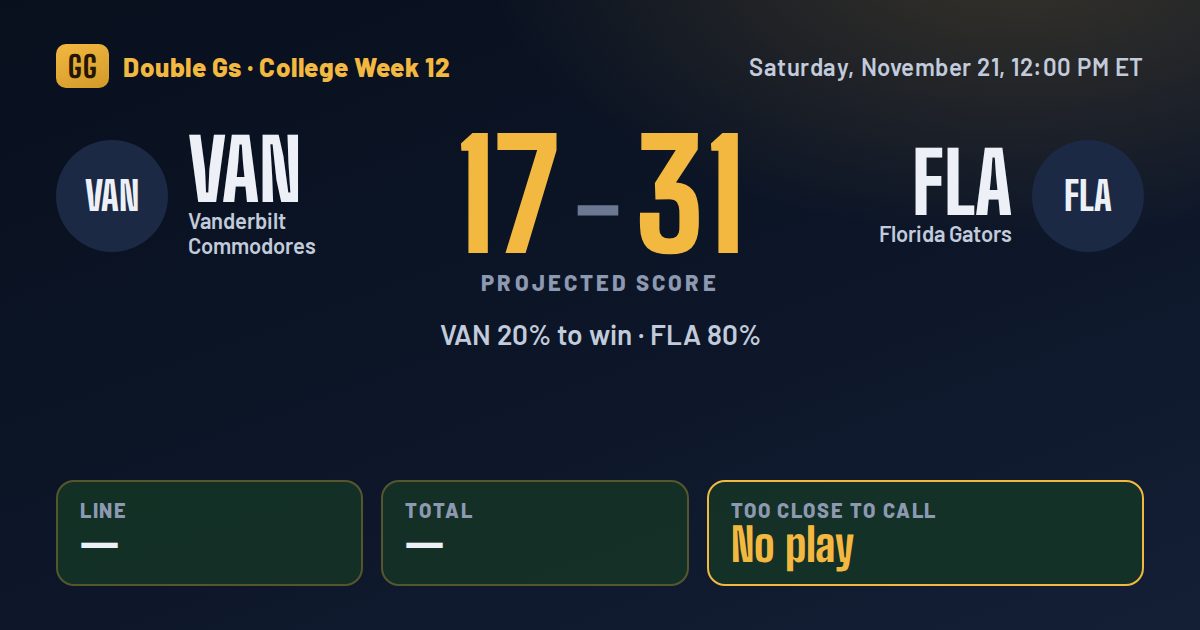 GG
Double Gs · College Week 12
Saturday, November 21, 12:00 PM ET
VAN
VAN
Vanderbilt
Commodores
17 – 31
PROJECTED SCORE
VAN 20% to win · FLA 80%
FLA
Florida Gators
FLA
LINE
—
TOTAL
—
TOO CLOSE TO CALL
No play